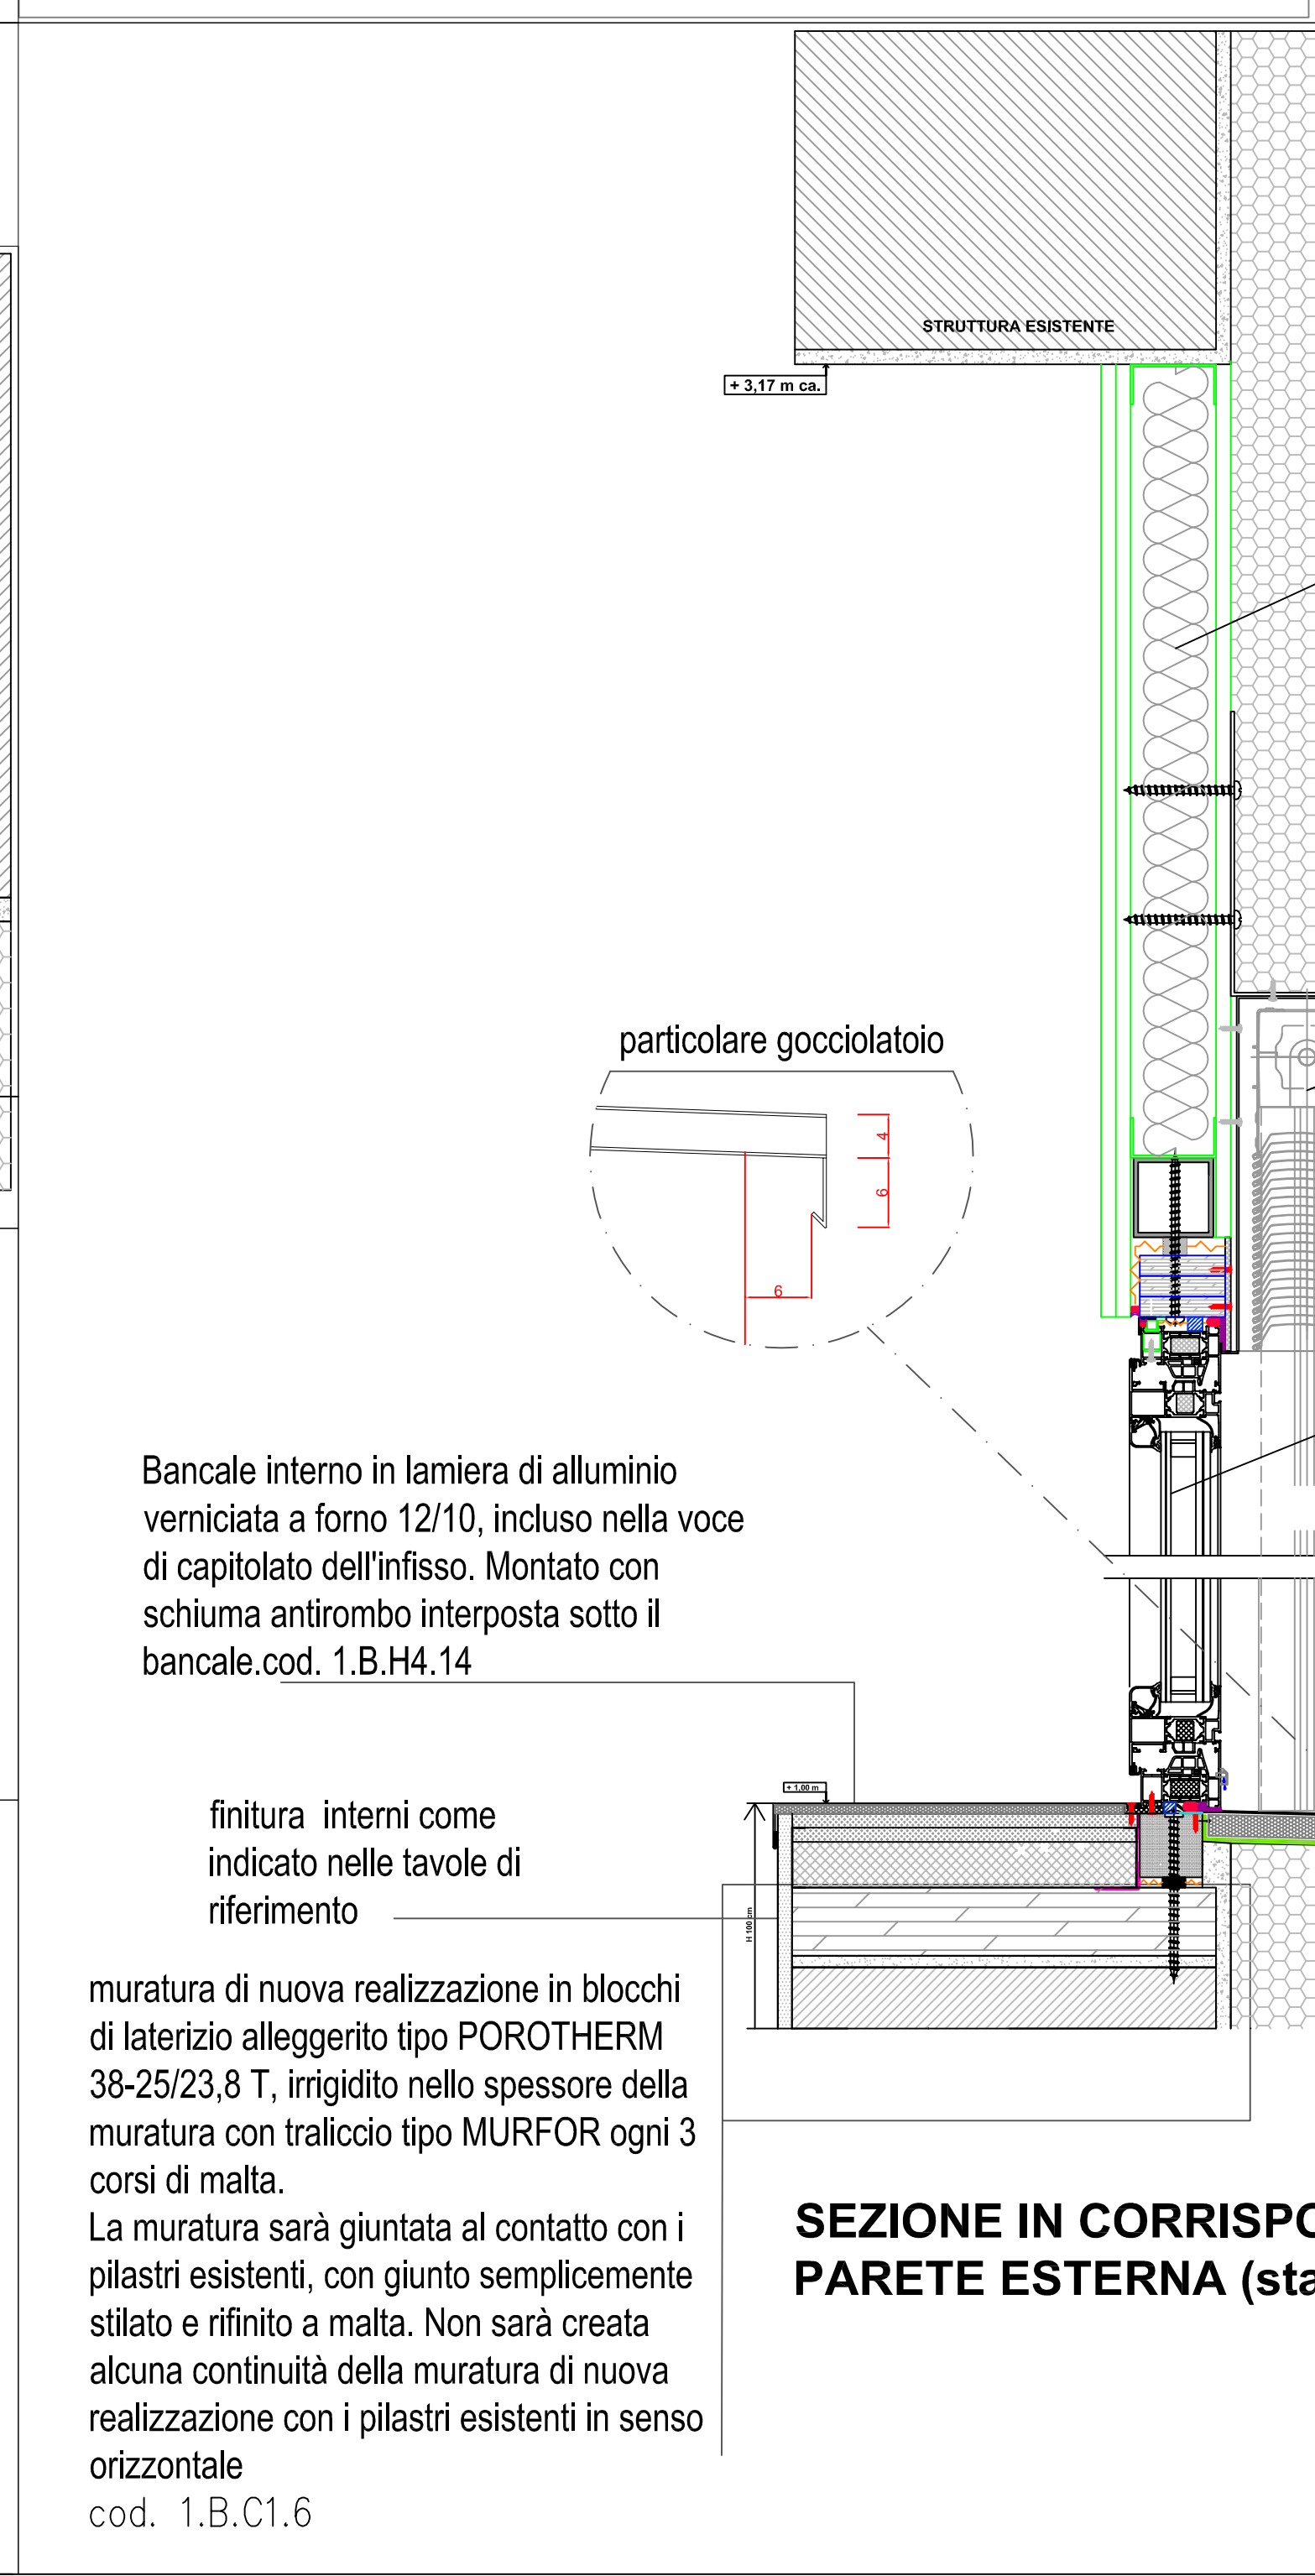 STRUTTURA ESISTENTE
+ 3,17 m ca.
particolare gocciolatoio
4
6
6
Bancale interno in lamiera di alluminio
verniciata a forno 12/10, incluso nella voce
di capitolato dell'infisso. Montato con
schiuma antirombo interposta sotto il
bancale.cod. 1.B.H4.14
+ 1,00 m
finitura interni come
indicato nelle tavole di
riferimento
H 100 cm
muratura di nuova realizzazione in blocchi
di laterizio alleggerito tipo POROTHERM
38-25/23,8 T, irrigidito nello spessore della
muratura con traliccio tipo MURFOR ogni 3
corsi di malta.
La muratura sarà giuntata al contatto con i
pilastri esistenti, con giunto semplicemente
stilato e rifinito a malta. Non sarà creata
alcuna continuità della muratura di nuova
realizzazione con i pilastri esistenti in senso
orizzontale
cod. 1.B.C1.6
SEZIONE IN CORRISPO
PARETE ESTERNA (sta